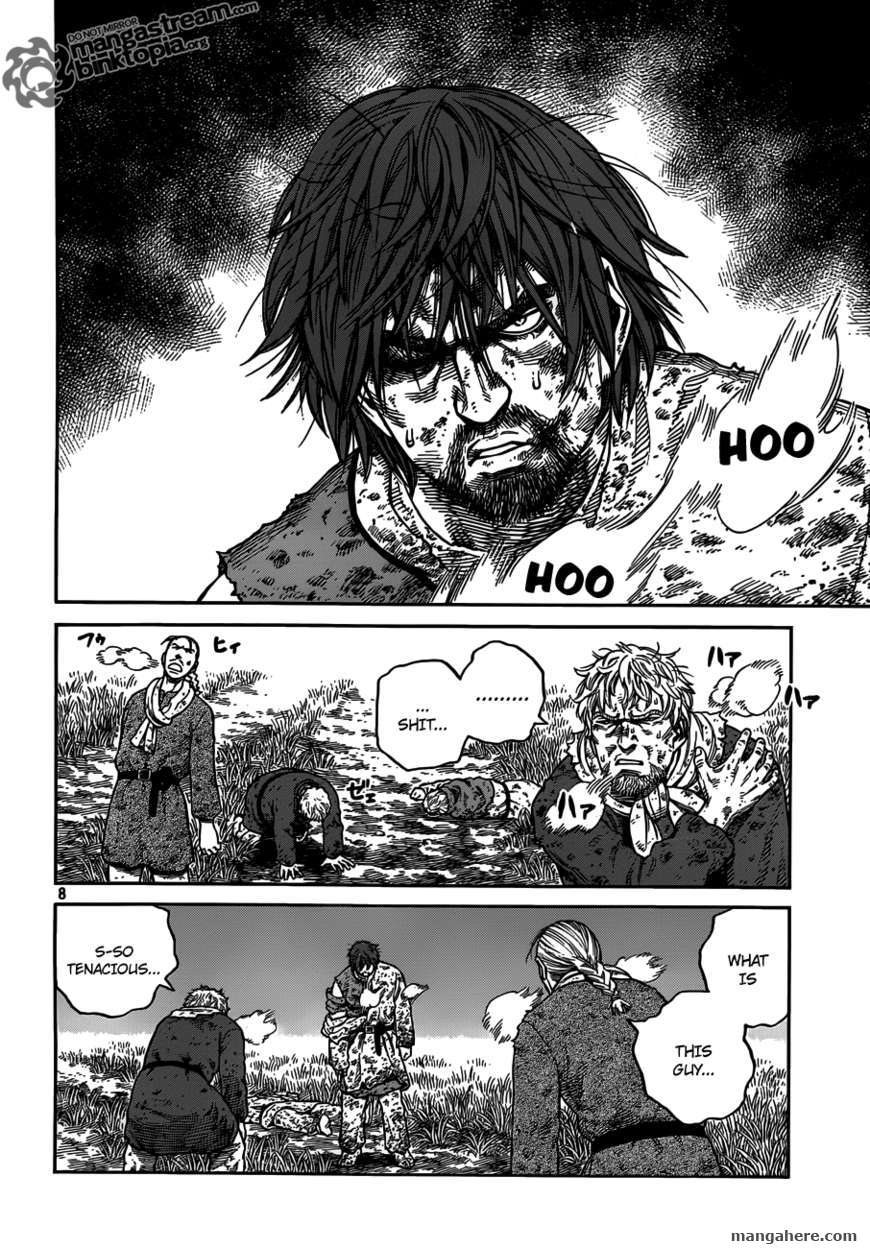 DO NOT MIRROR
mangastream.com
binktopia.org
HOO
HOO
ハァ
ハァ
ハァ
.........
...
SHIT...
ゼェ
ヒィ
フゥ
8
WHAT
IS
THIS
GUY...
S-SO
TENACIOUS...
mangahere.com